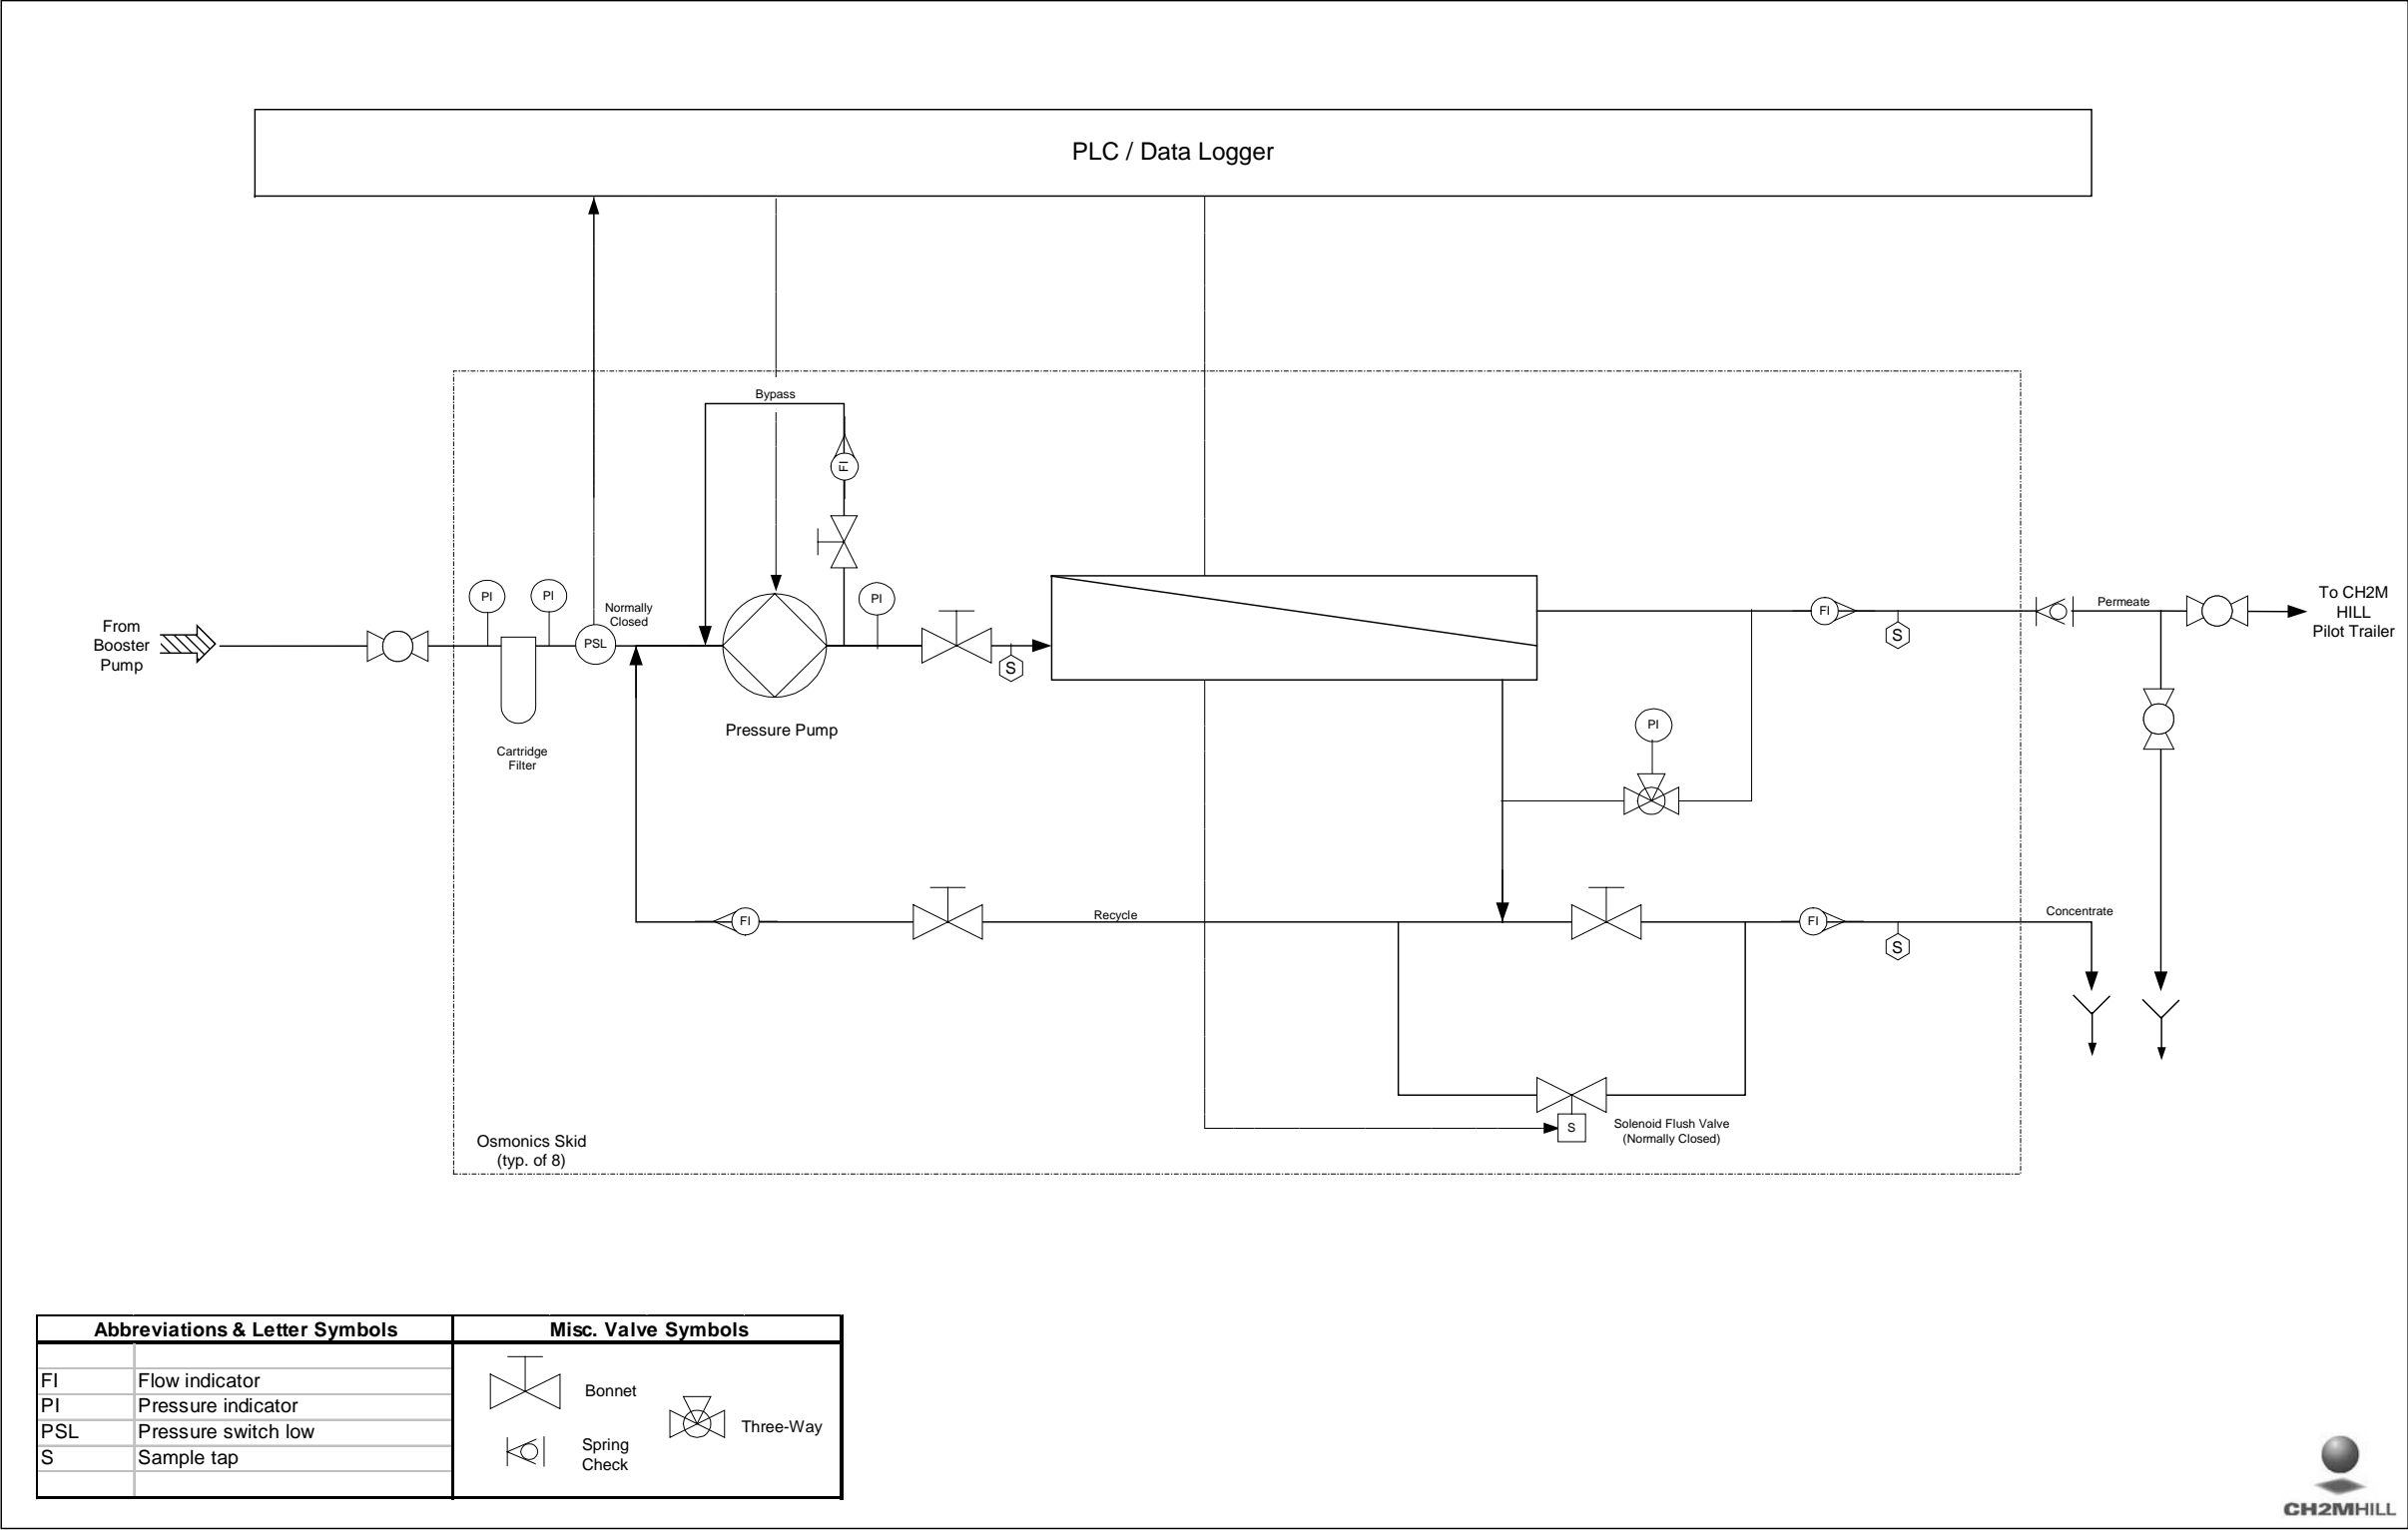 PLC / Data Logger
Bypass
FI
PI
PI
Normally
Closed
PSL
PI
From
Booster
Pump
S
FI
S
Permeate
To CH2M
HILL
Pilot Trailer
Pressure Pump
Cartridge
Filter
PI
FI
Recycle
FI
S
Concentrate
S
Solenoid Flush Valve
(Normally Closed)
Osmonics Skid
(typ. of 8)
Abbreviations & Letter Symbols
FI Flow indicator
PI Pressure indicator
PSL Pressure switch low
S Sample tap
Misc. Valve Symbols
Bonnet
Three-Way
Spring
Check
CH2MHILL